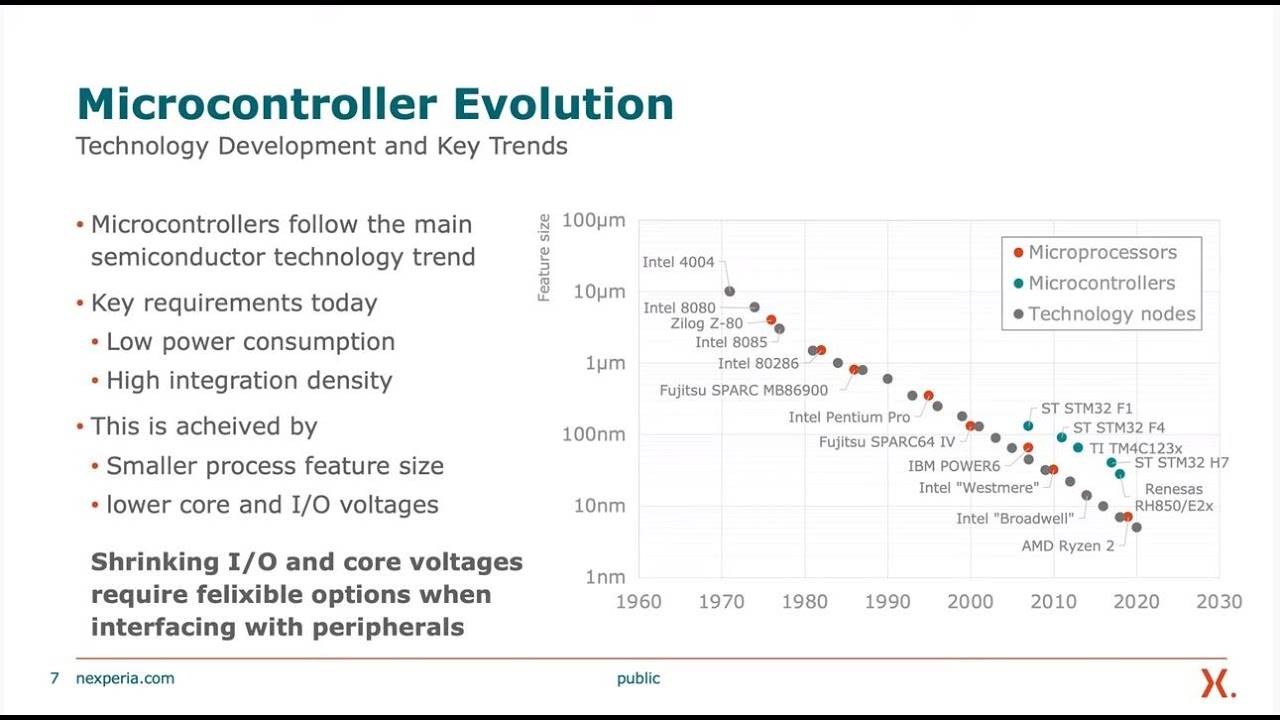 Microcontroller Evolution
Technology Development and Key Trends
• Microcontrollers follow the main
semiconductor technology trend
• Key requirements today
• Low power consumption
• High integration density
• This is acheived by
• Smaller process feature size
• lower core and I/O voltages
Shrinking I/O and core voltages
require felixible options when
interfacing with peripherals
Feature size
100µm
10µm
1µm
100nm
10nm
1nm
1960 1970 1980 1990 2000 2010 2020 2030
Intel 4004
Intel 8080
Zilog Z-80
Intel 8085
Intel 80286
Fujitsu SPARC MB86900
Intel Pentium Pro
Fujitsu SPARC64 IV
IBM POWER6
Intel "Westmere"
Intel "Broadwell"
AMD Ryzen 2
ST STM32 F1
ST STM32 F4
TI TM4C123x
ST STM32 H7
Renesas
RH850/E2x
Microprocessors
Microcontrollers
Technology nodes
7 nexperia.com public